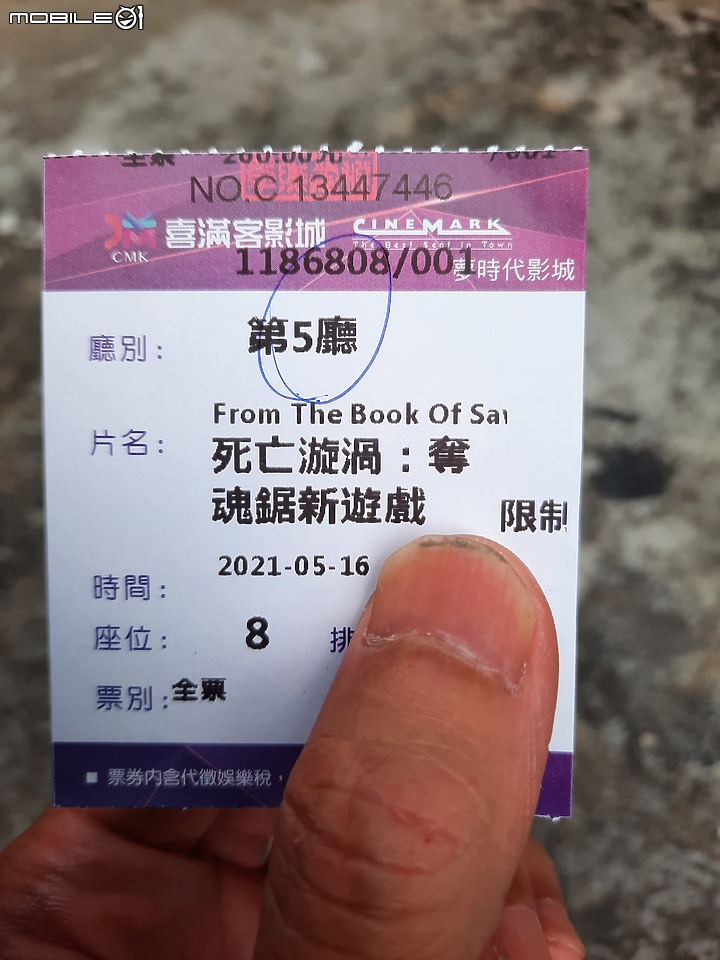 MOBILE01
NO.C 13447446
喜滿客影城 CINEMARK
CMK The Best Seat In Town
1186808/001
夢時代影城
廳別： 第5廳
From The Book Of Sa
片名： 死亡漩渦：奪
魂鋸新遊戲 限制
2021-05-16
時間：
座位： 8 排
票別：全票
■ 票券內含代徵娛樂稅，